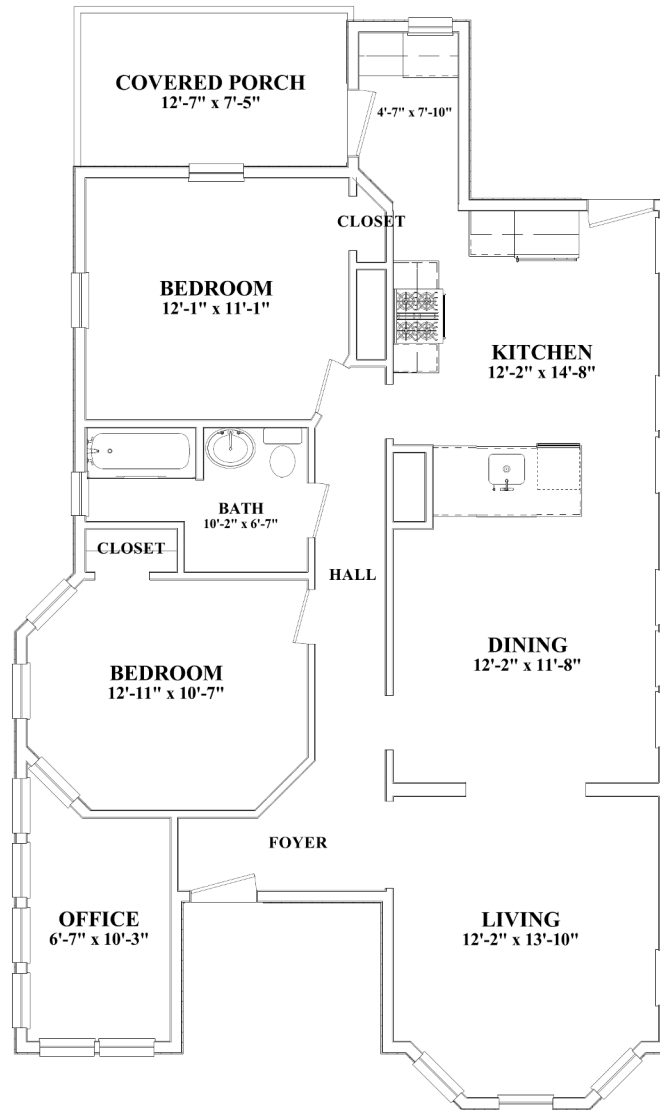 COVERED PORCH
12'-7" x 7'-5"
4'-7" x 7'-10"
CLOSET
BEDROOM
12'-1" x 11'-1"
KITCHEN
12'-2" x 14'-8"
BATH
10'-2" x 6'-7"
CLOSET
HALL
BEDROOM
12'-11" x 10'-7"
DINING
12'-2" x 11'-8"
FOYER
OFFICE
6'-7" x 10'-3"
LIVING
12'-2" x 13'-10"